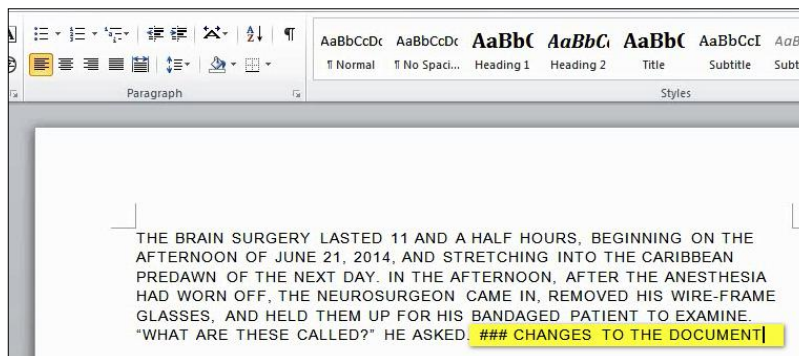 AaBbCcDc AaBbCcDc AaBb( AaBbC AaBb( AaBbCcI AaB
¶ Normal ¶ No Spaci... Heading 1 Heading 2 Title Subtitle Subt
Paragraph Styles
THE BRAIN SURGERY LASTED 11 AND A HALF HOURS, BEGINNING ON THE
AFTERNOON OF JUNE 21, 2014, AND STRETCHING INTO THE CARIBBEAN
PREDAWN OF THE NEXT DAY. IN THE AFTERNOON, AFTER THE ANESTHESIA
HAD WORN OFF, THE NEUROSURGEON CAME IN, REMOVED HIS WIRE-FRAME
GLASSES, AND HELD THEM UP FOR HIS BANDAGED PATIENT TO EXAMINE.
“WHAT ARE THESE CALLED?” HE ASKED. ### CHANGES TO THE DOCUMENT